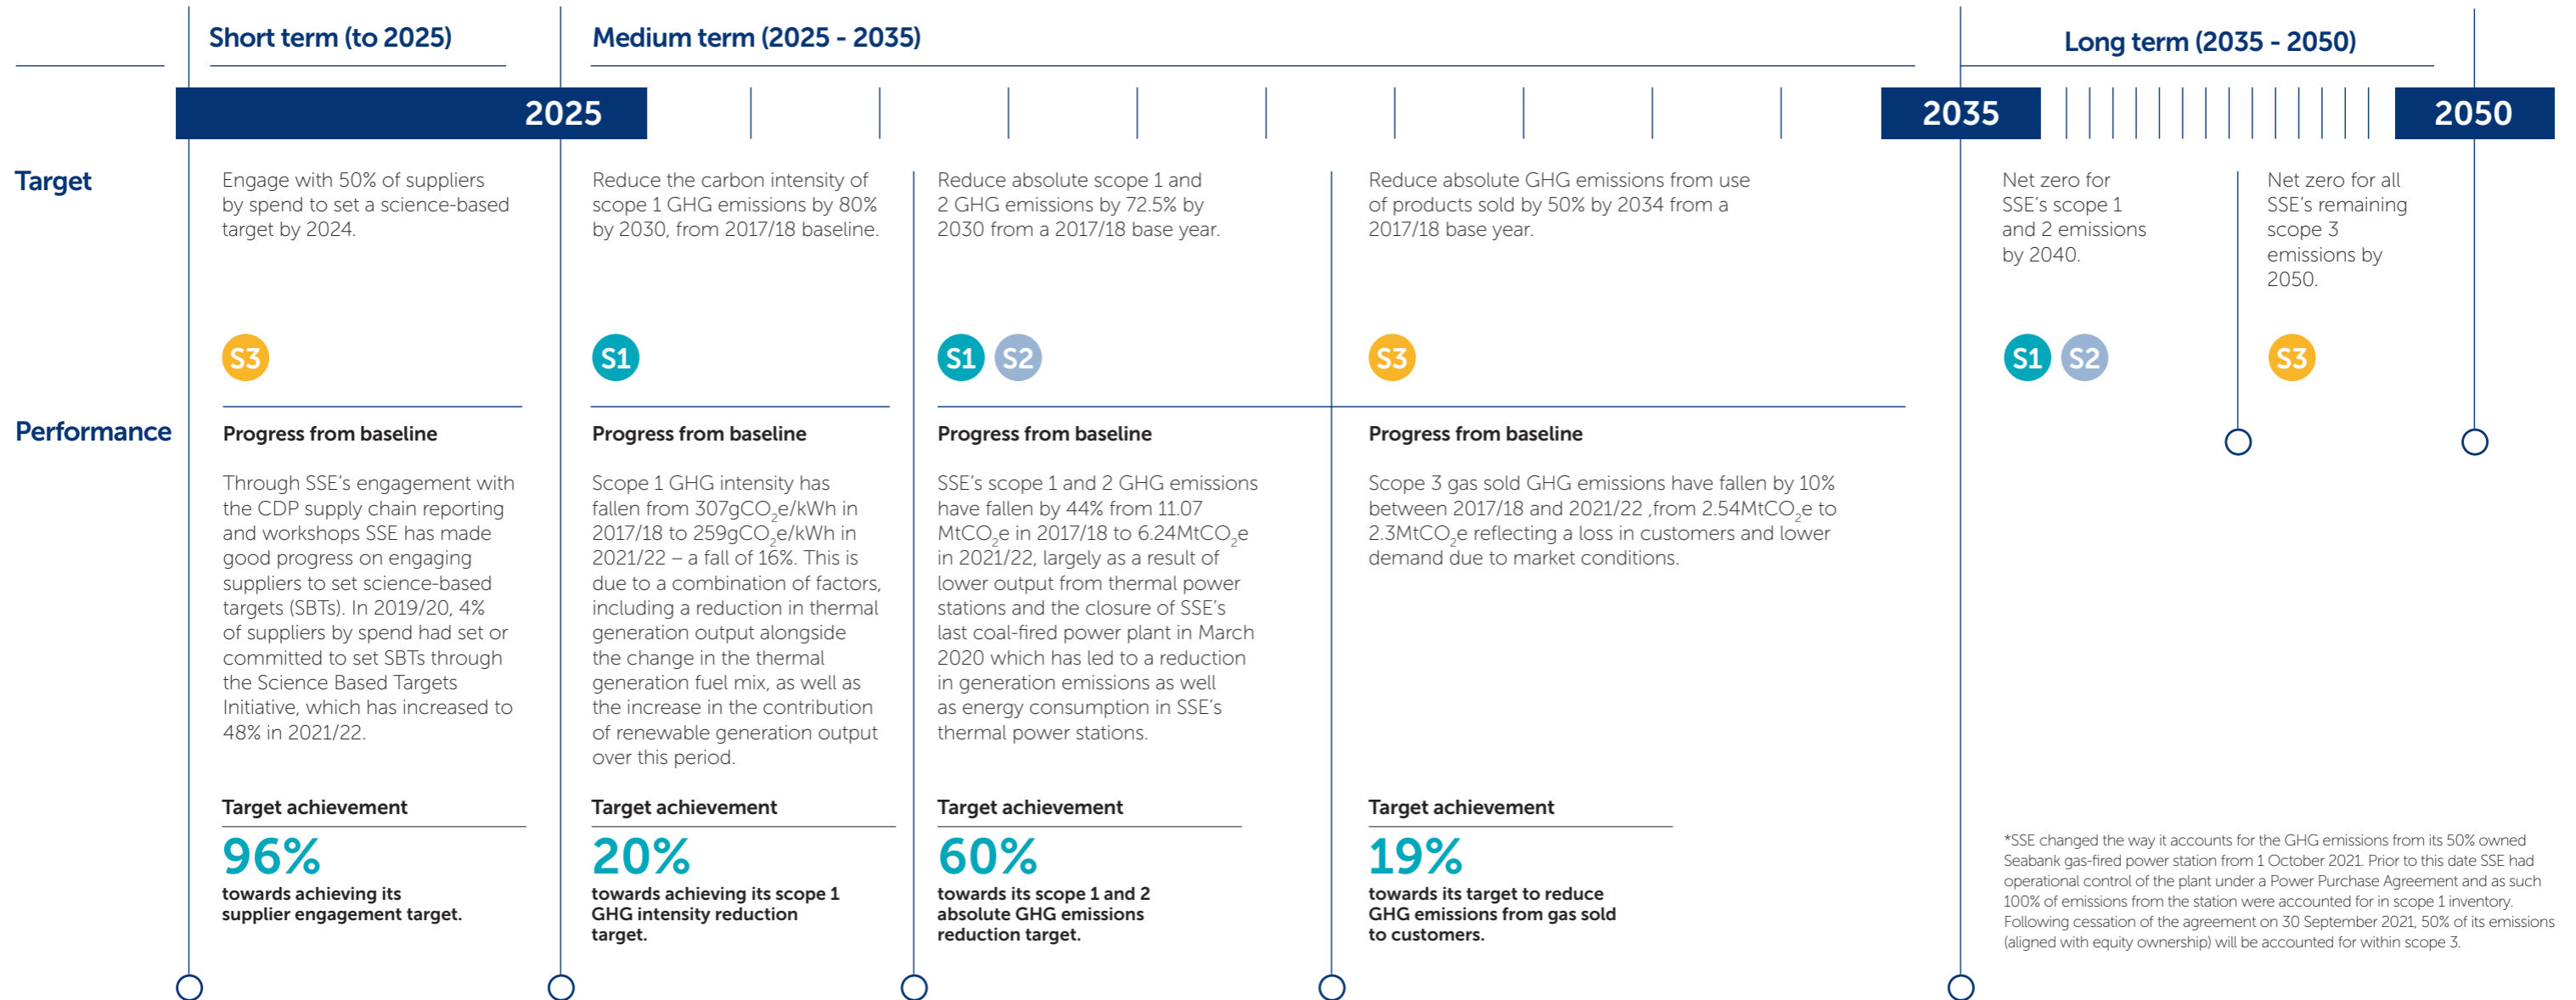 Short term (to 2025)
Medium term (2025 - 2035)
Long term (2035 - 2050)
2025
2035
2050
Target
Engage with 50% of suppliers
by spend to set a science-based
target by 2024.
S3
Reduce the carbon intensity of
scope 1 GHG emissions by 80%
by 2030, from 2017/18 baseline.
S1
Reduce absolute scope 1 and
2 GHG emissions by 72.5% by
2030 from a 2017/18 base year.
S1 S2
Reduce absolute GHG emissions from use
of products sold by 50% by 2034 from a
2017/18 base year.
S3
Net zero for
SSE's scope 1
and 2 emissions
by 2040.
S1 S2
Net zero for all
SSE's remaining
scope 3
emissions by
2050.
S3
Performance
Progress from baseline
Through SSE's engagement with
the CDP supply chain reporting
and workshops SSE has made
good progress on engaging
suppliers to set science-based
targets (SBTs). In 2019/20, 4%
of suppliers by spend had set or
committed to set SBTs through
the Science Based Targets
Initiative, which has increased to
48% in 2021/22.
Target achievement
96%
towards achieving its
supplier engagement target.
Progress from baseline
Scope 1 GHG intensity has
fallen from 307gCO₂e/kWh in
2017/18 to 259gCO₂e/kWh in
2021/22 – a fall of 16%. This is
due to a combination of factors,
including a reduction in thermal
generation output alongside
the change in the thermal
generation fuel mix, as well as
the increase in the contribution
of renewable generation output
over this period.
Target achievement
20%
towards achieving its scope 1
GHG intensity reduction
target.
Progress from baseline
SSE's scope 1 and 2 GHG emissions
have fallen by 44% from 11.07
MtCO₂e in 2017/18 to 6.24MtCO₂e
in 2021/22, largely as a result of
lower output from thermal power
stations and the closure of SSE's
last coal-fired power plant in March
2020 which has led to a reduction
in generation emissions as well
as energy consumption in SSE's
thermal power stations.
Target achievement
60%
towards its scope 1 and 2
absolute GHG emissions
reduction target.
Progress from baseline
Scope 3 gas sold GHG emissions have fallen by 10%
between 2017/18 and 2021/22 ,from 2.54MtCO₂e to
2.3MtCO₂e reflecting a loss in customers and lower
demand due to market conditions.
Target achievement
19%
towards its target to reduce
GHG emissions from gas sold
to customers.
*SSE changed the way it accounts for the GHG emissions from its 50% owned
Seabank gas-fired power station from 1 October 2021. Prior to this date SSE had
operational control of the plant under a Power Purchase Agreement and as such
100% of emissions from the station were accounted for in scope 1 inventory.
Following cessation of the agreement on 30 September 2021, 50% of its emissions
(aligned with equity ownership) will be accounted for within scope 3.